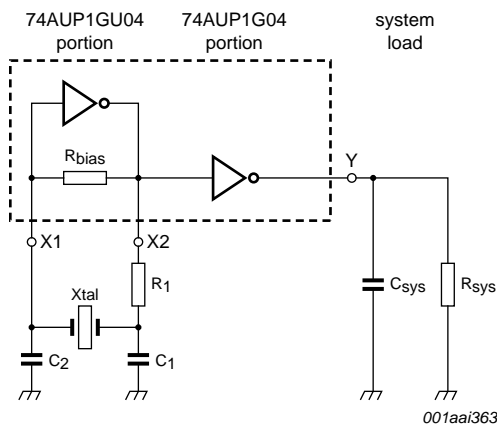 74AUP1GU04 portion
74AUP1G04 portion
system load
Rbias
Y
X1
X2
R1
Csys
Rsys
Xtal
C2
C1
001aai363